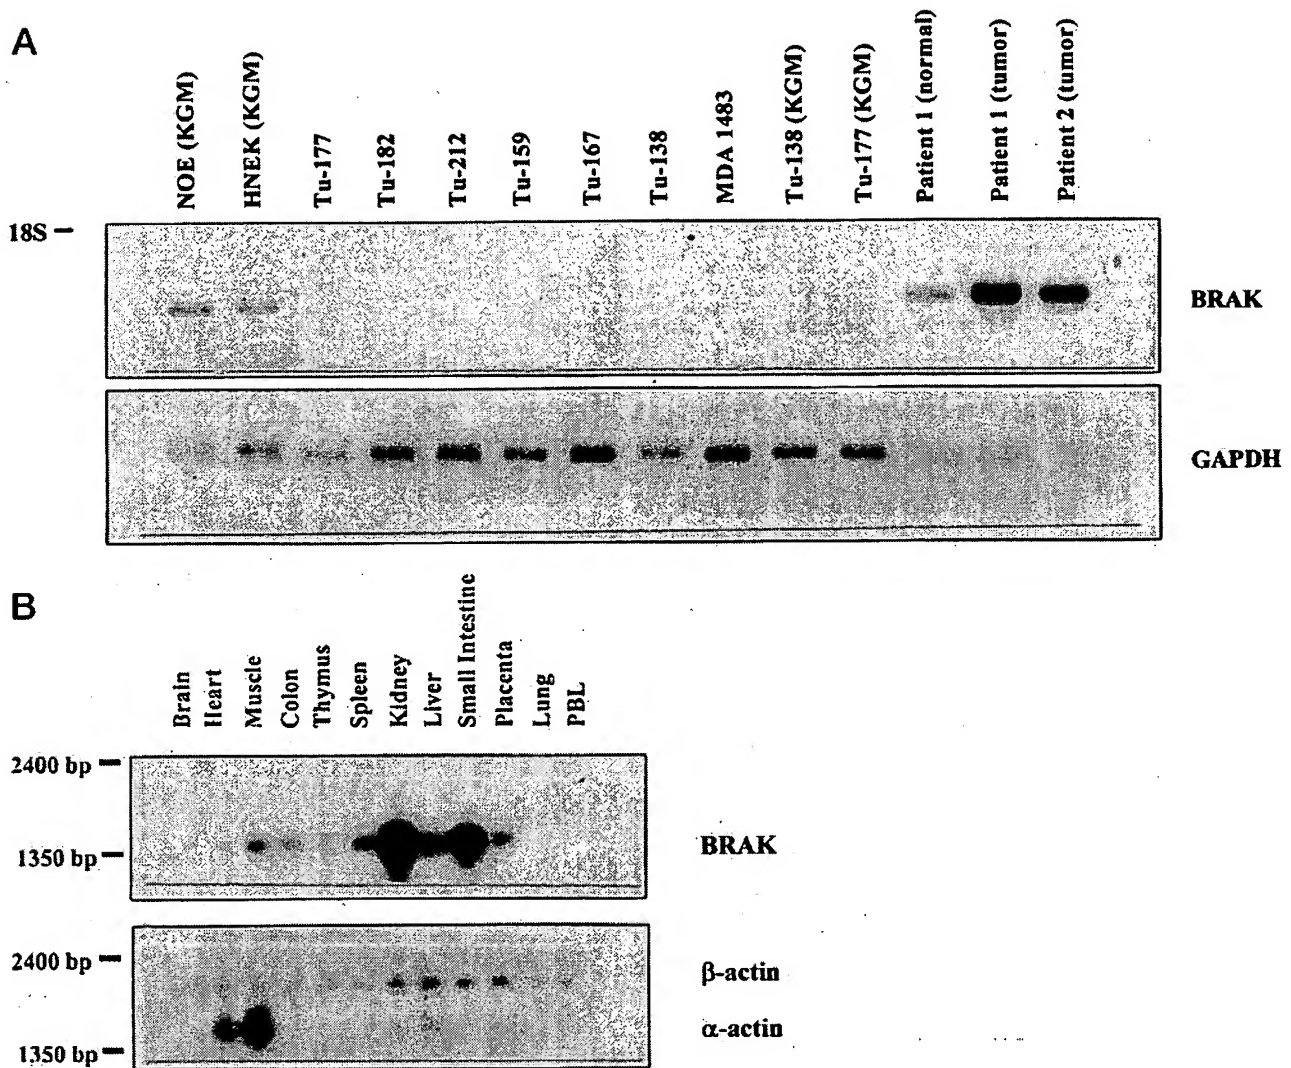 A
NOE (KGM)
HNEK (KGM)
Tu-177
Tu-182
Tu-212
Tu-159
Tu-167
Tu-138
MDA 1483
Tu-138 (KGM)
Tu-177 (KGM)
Patient 1 (normal)
Patient 1 (tumor)
Patient 2 (tumor)
18S
BRAK
GAPDH
B
Brain
Heart
Muscle
Colon
Thymus
Spleen
Kidney
Liver
Small Intestine
Placenta
Lung
PBL
2400 bp
1350 bp
BRAK
2400 bp
β-actin
α-actin
1350 bp